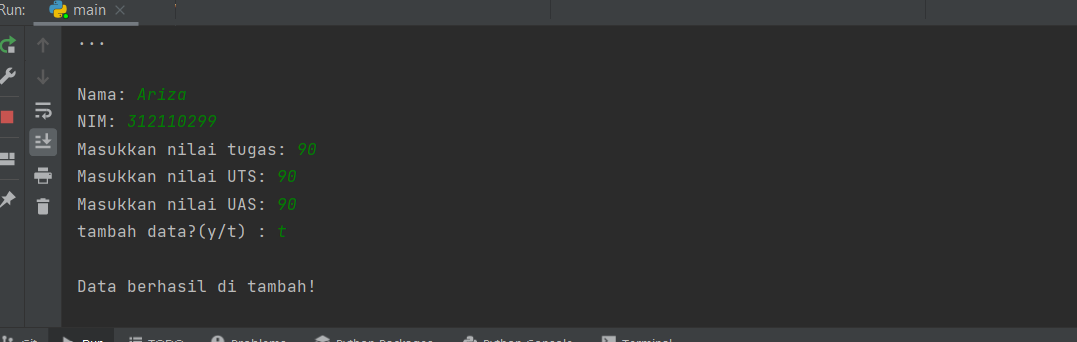 Run: main
...
Nama: Ariza
NIM: 312110299
Masukkan nilai tugas: 90
Masukkan nilai UTS: 90
Masukkan nilai UAS: 90
tambah data?(y/t) : t
Data berhasil di tambah!
Git Run TODO Problems Python Packages Python Console Terminal